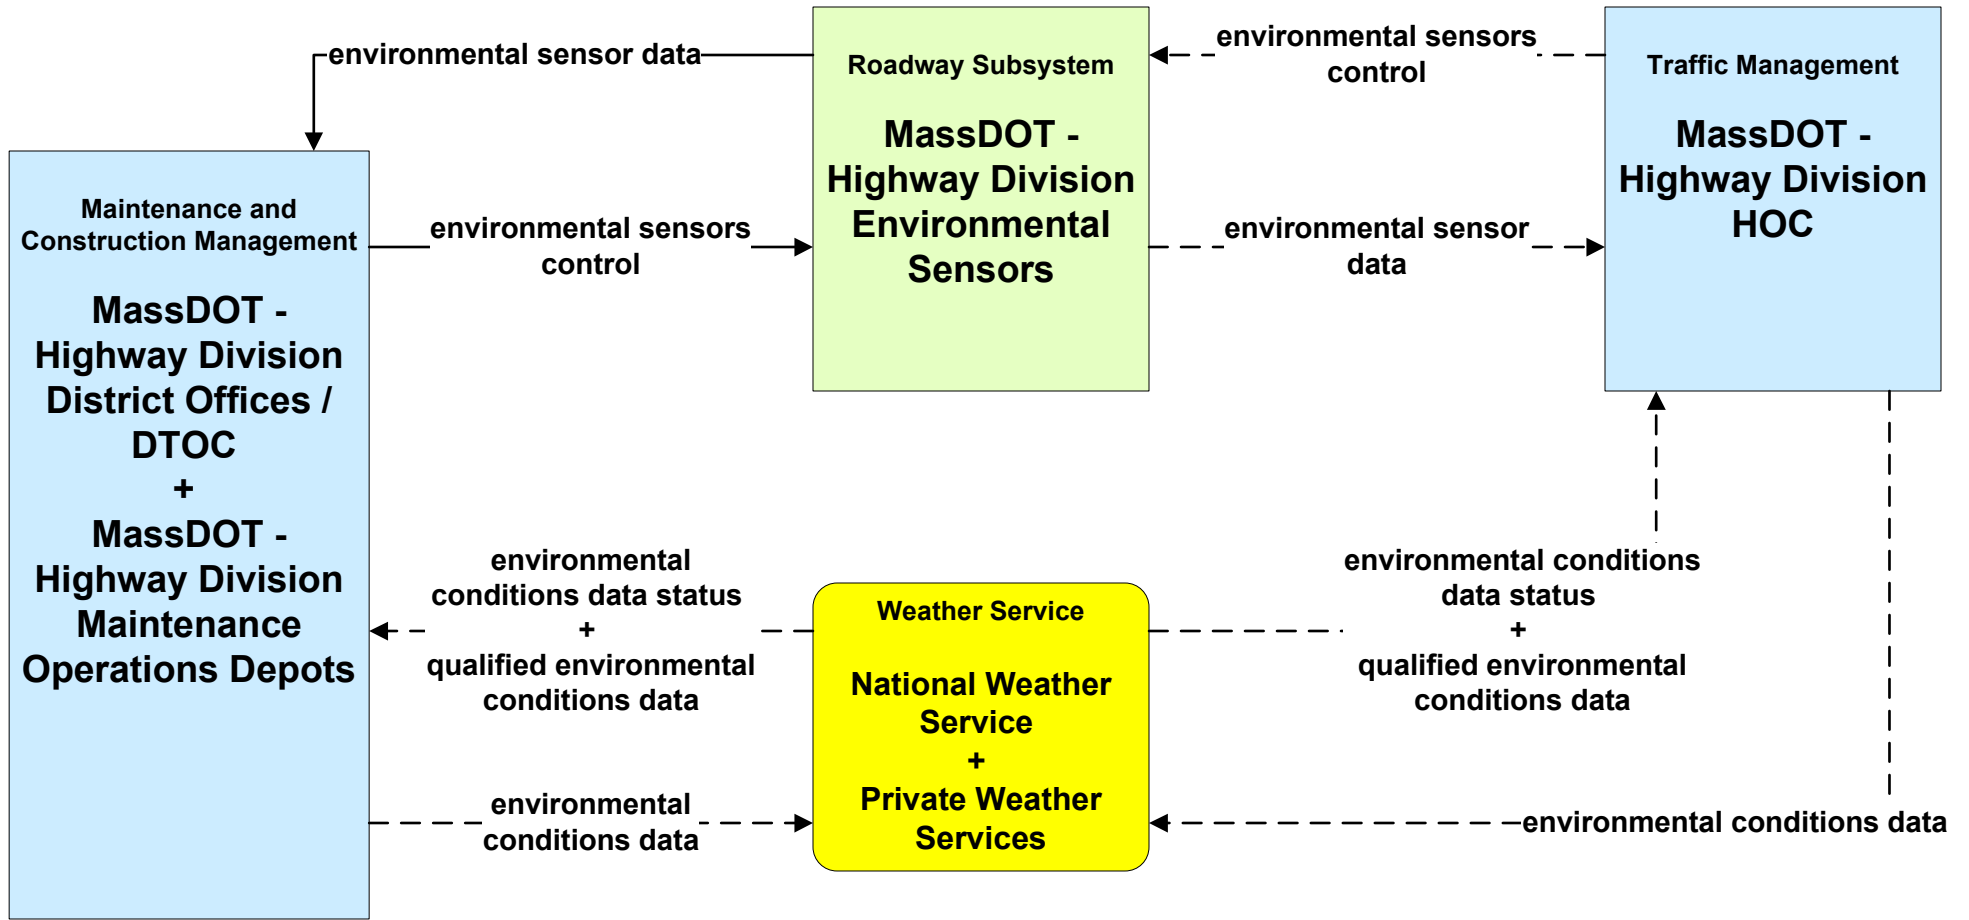 environmental sensor data
Roadway Subsystem
MassDOT -
Highway Division
Environmental
Sensors
environmental sensors
control
Traffic Management
MassDOT -
Highway Division
HOC
Maintenance and
Construction Management
MassDOT -
Highway Division
District Offices /
DTOC
+
MassDOT -
Highway Division
Maintenance
Operations Depots
environmental sensors
control
environmental sensor
data
environmental
conditions data status
+
qualified environmental
conditions data
Weather Service
National Weather
Service
+
Private Weather
Services
environmental conditions
data status
+
qualified environmental
conditions data
environmental
conditions data
environmental conditions data